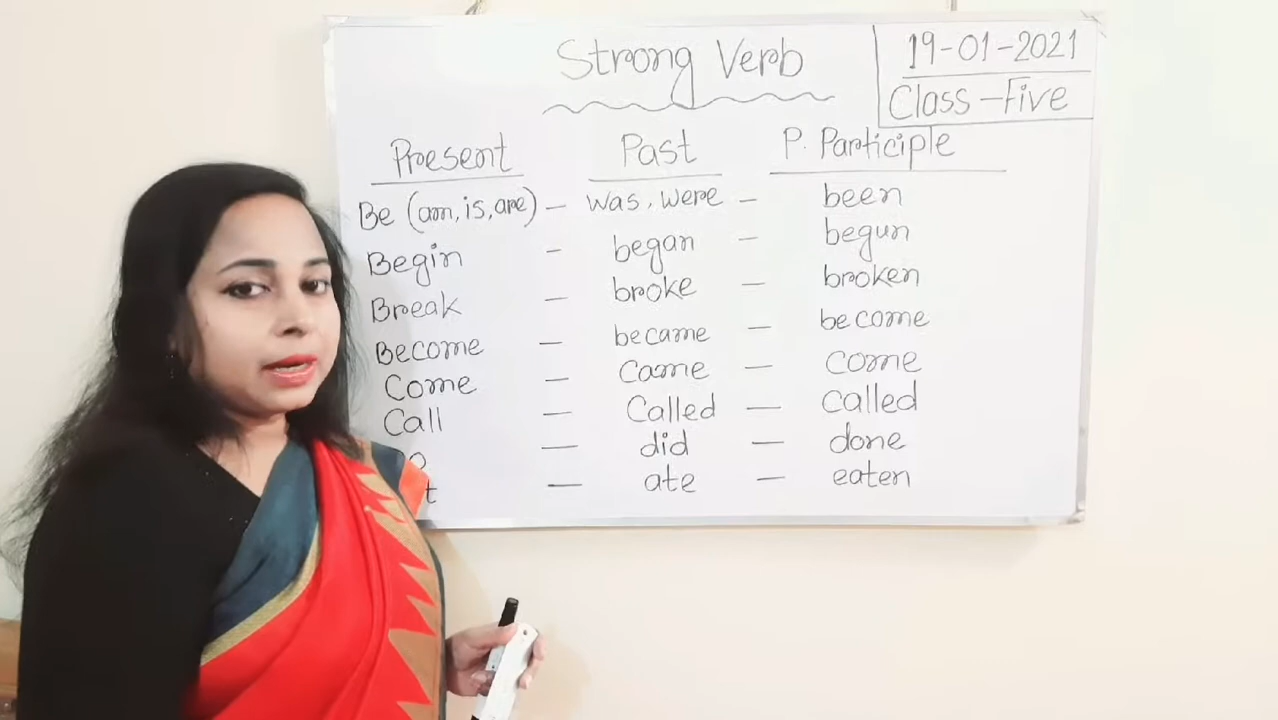 Strong Verb
19-01-2021
Class-Five
Present Past P. Participle
Be (am, is, are) — was, were — been
Begin — began — begun
Break — broke — broken
Become — became — become
Come — Came — Come
Call — Called — Called
did — done
ate — eaten